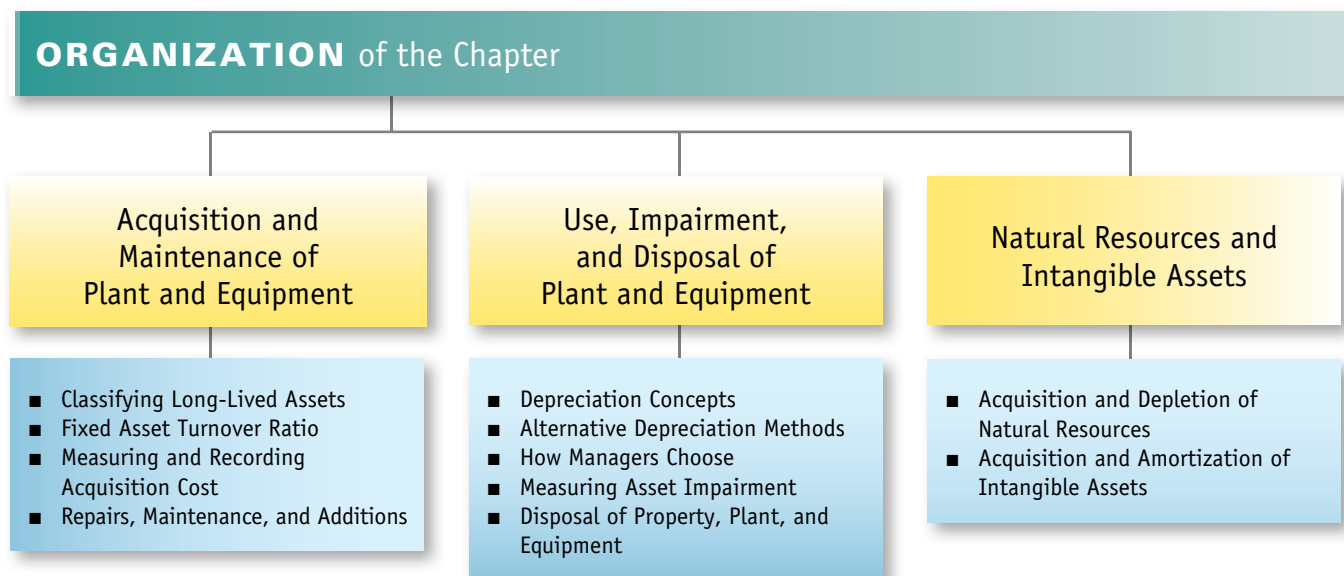 ORGANIZATION of the Chapter
Acquisition and
Maintenance of
Plant and Equipment
■ Classifying Long-Lived Assets
■ Fixed Asset Turnover Ratio
■ Measuring and Recording
Acquisition Cost
■ Repairs, Maintenance, and Additions
Use, Impairment,
and Disposal of
Plant and Equipment
■ Depreciation Concepts
■ Alternative Depreciation Methods
■ How Managers Choose
■ Measuring Asset Impairment
■ Disposal of Property, Plant, and
Equipment
Natural Resources and
Intangible Assets
■ Acquisition and Depletion of
Natural Resources
■ Acquisition and Amortization of
Intangible Assets